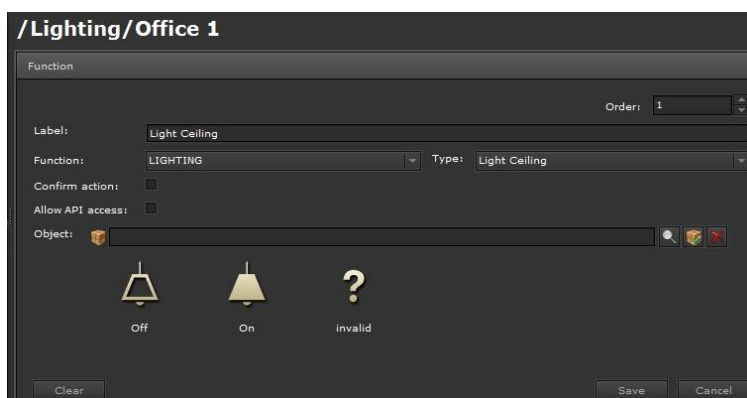 /Lighting/Office 1
Function
Order: 1
Label: Light Ceiling
Function: LIGHTING Type: Light Ceiling
Confirm action:
Allow API access:
Object:
?
Off On invalid
Clear Save Cancel